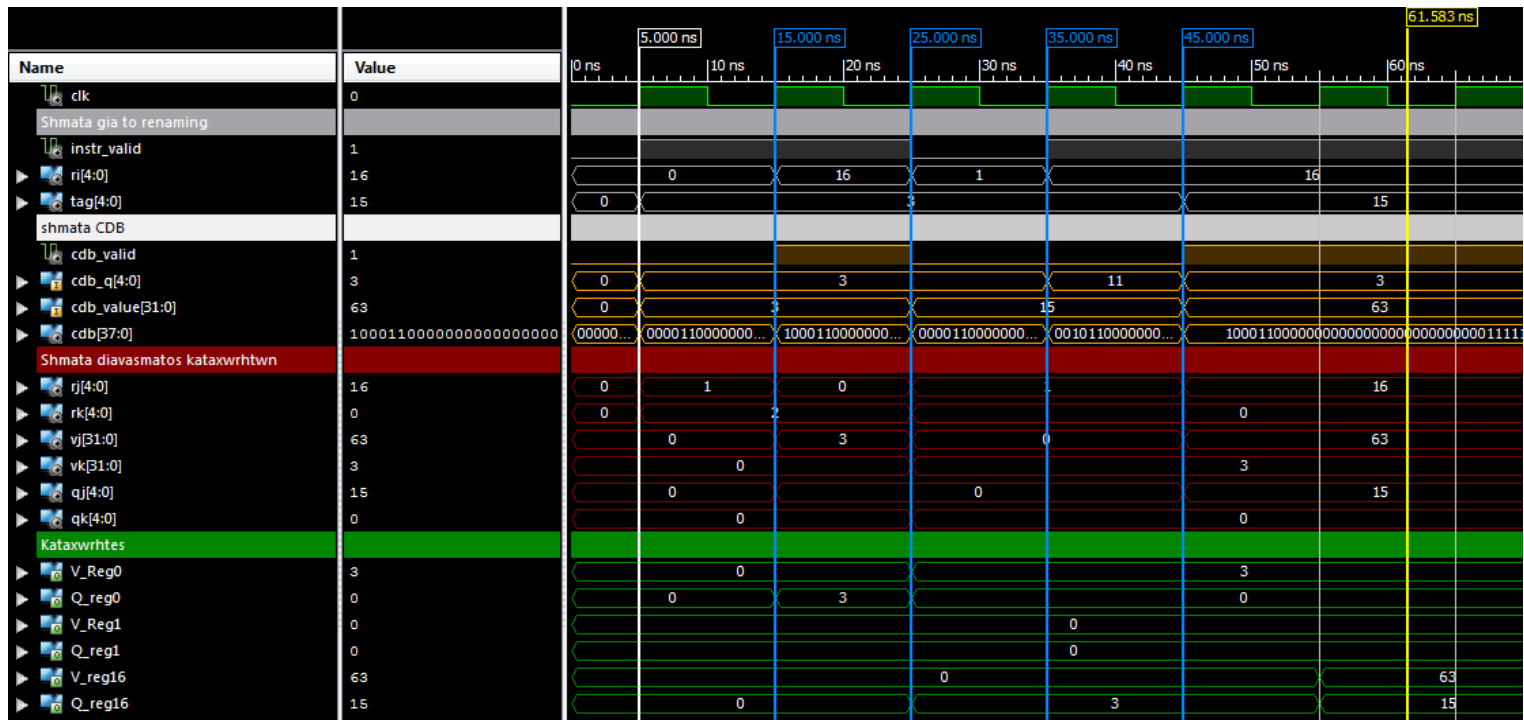 61.583 ns
5.000 ns 15.000 ns 25.000 ns 35.000 ns 45.000 ns
Name Value 0 ns 10 ns 20 ns 30 ns 40 ns 50 ns 60 ns
clk 0
Shmata gia to renaming
instr_valid 1
ri[4:0] 16 0 16 1 16
tag[4:0] 15 0 3 15
shmata CDB
cdb_valid 1
cdb_q[4:0] 3 0 3 11 3
cdb_value[31:0] 63 0 3 15 63
cdb[37:0] 10001100000000000000000 00000... 0000110000000... 1000110000000... 0000110000000... 0010110000000...
Shmata diavasmatos kataxwrhtwn
rj[4:0] 16 0 1 0 1 16
rk[4:0] 0 0 2 0
vj[31:0] 63 0 3 0 63
vk[31:0] 3 0 3
qj[4:0] 15 0 0 15
qk[4:0] 0 0 0
Kataxwrhtes
V_Reg0 3 0 3
Q_reg0 0 0 3 0
V_Reg1 0 0
Q_reg1 0 0
V_reg16 63 0 63
Q_reg16 15 0 3 15